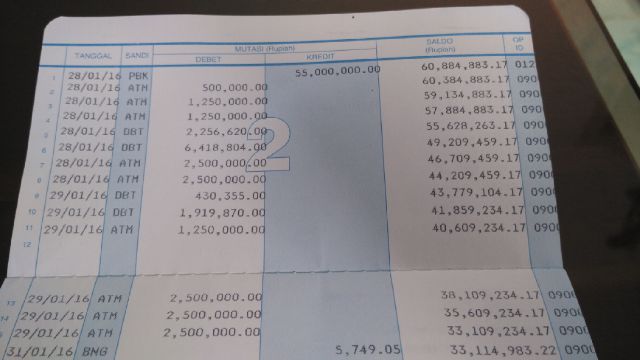 TANGGAL SANDI MUTASI (Rupiah) SALDO (Rupiah) OP ID
DEBET KREDIT
1 28/01/16 PBK 55,000,000.00 60,884,883.17 012
2 28/01/16 ATM 500,000.00 60,384,883.17 090
3 28/01/16 ATM 1,250,000.00 59,134,883.17 090
4 28/01/16 ATM 1,250,000.00 57,884,883.17 090
5 28/01/16 DBT 2,256,620.00 55,628,263.17 090
6 28/01/16 DBT 6,418,804.00 49,209,459.17 090
7 28/01/16 ATM 2,500,000.00 46,709,459.17 090
8 28/01/16 ATM 2,500,000.00 44,209,459.17 090
9 29/01/16 DBT 430,355.00 43,779,104.17 090
10 29/01/16 DBT 1,919,870.00 41,859,234.17 090
11 29/01/16 ATM 1,250,000.00 40,609,234.17 090
12
2
13 29/01/16 ATM 2,500,000.00 38,109,234.17 090
14 29/01/16 ATM 2,500,000.00 35,609,234.17 090
29/01/16 ATM 2,500,000.00 33,109,234.17 090
31/01/16 BNG 5,749.05 33,114,983.22 090